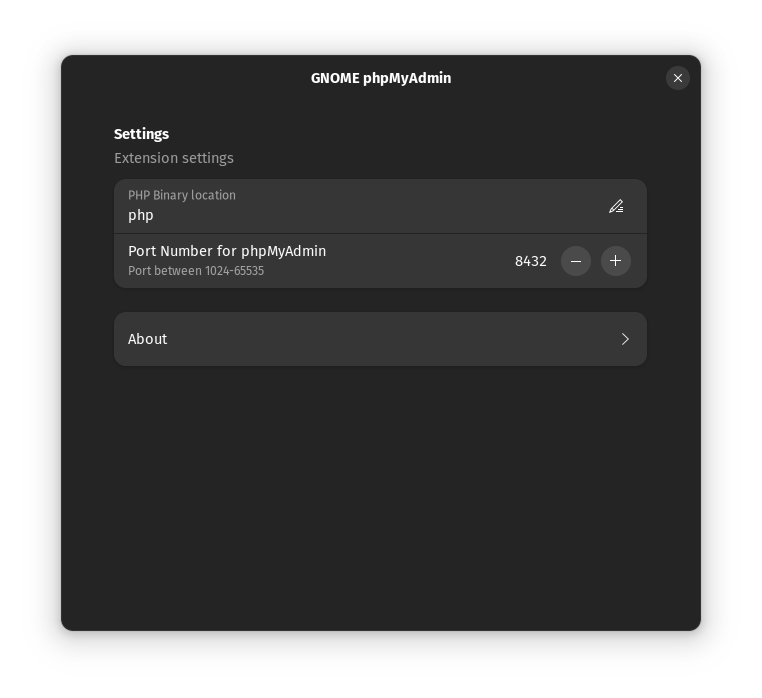 GNOME phpMyAdmin
Settings
Extension settings
PHP Binary location
php
Port Number for phpMyAdmin
Port between 1024-65535
8432
About